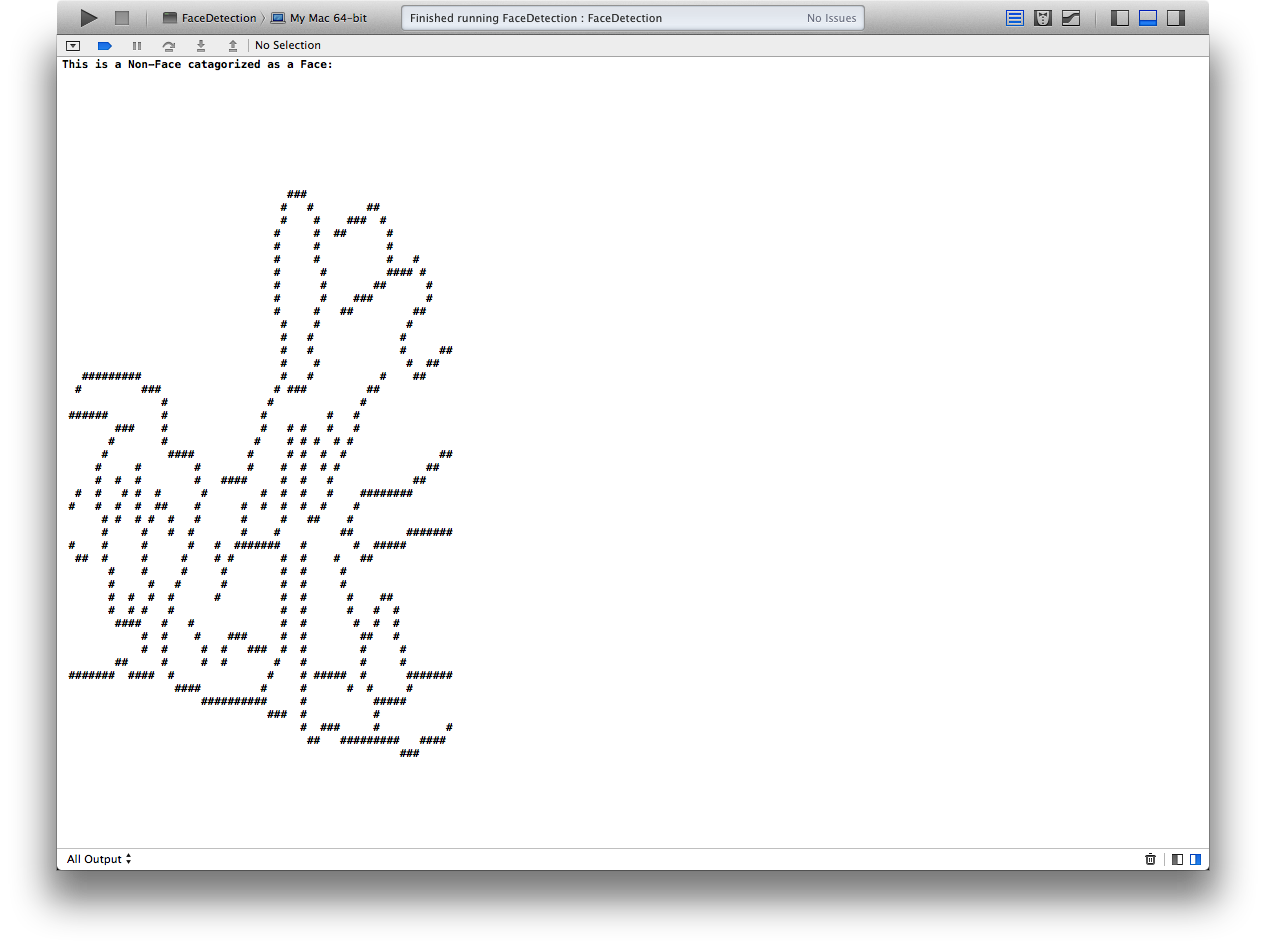 FaceDetection 〉 My Mac 64-bit
Finished running FaceDetection : FaceDetection
No Issues
No Selection
This is a Non-Face catagorized as a Face:
All Output